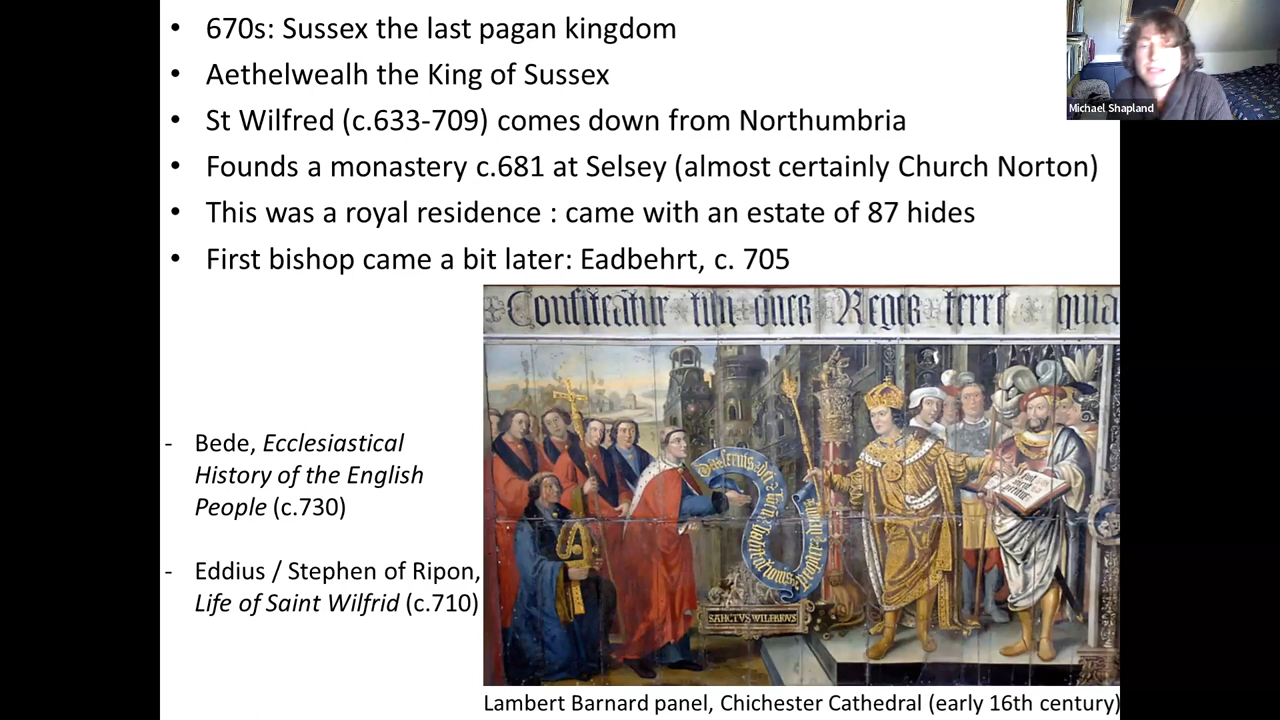 • 670s: Sussex the last pagan kingdom
• Aethelwealh the King of Sussex
• St Wilfred (c.633-709) comes down from Northumbria
• Founds a monastery c.681 at Selsey (almost certainly Church Norton)
• This was a royal residence : came with an estate of 87 hides
• First bishop came a bit later: Eadbehrt, c. 705
Michael Shapland
- Bede, Ecclesiastical
History of the English
People (c.730)
- Eddius / Stephen of Ripon,
Life of Saint Wilfrid (c.710)
Confiteatur tibi omnes Reges terre quia
SANCTVS WILFRIDVS
Lambert Barnard panel, Chichester Cathedral (early 16th century)